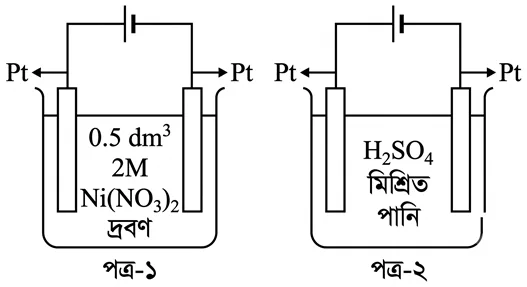 Pt Pt
0.5 dm³
2M
Ni(NO₃)₂
দ্রবণ
পত্র-১
Pt Pt
H₂SO₄
মিশ্রিত
পানি
পত্র-২